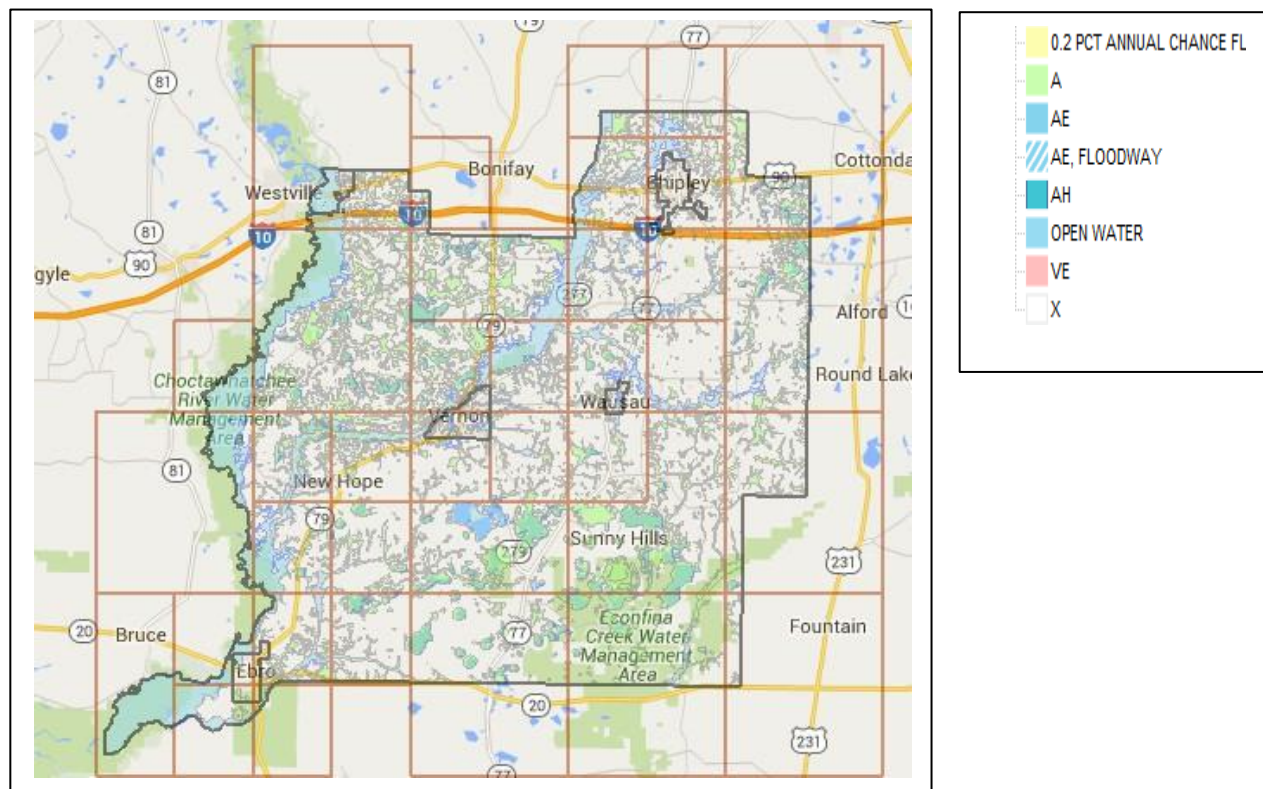 79
77
81
Cottonda
Bonifay
Westville
Chipley
90
10
10
10
81
90
gyle
277
77
79
Alford
Round Lake
Choctawhatchee
River Water
Management
Area
Wausau
Vernon
81
New Hope
79
279
Sunny Hills
231
20
Bruce
Econfina
Creek Water
Management
Area
77
Fountain
Ebro
20
231
77
0.2 PCT ANNUAL CHANCE FL
A
AE
AE, FLOODWAY
AH
OPEN WATER
VE
X